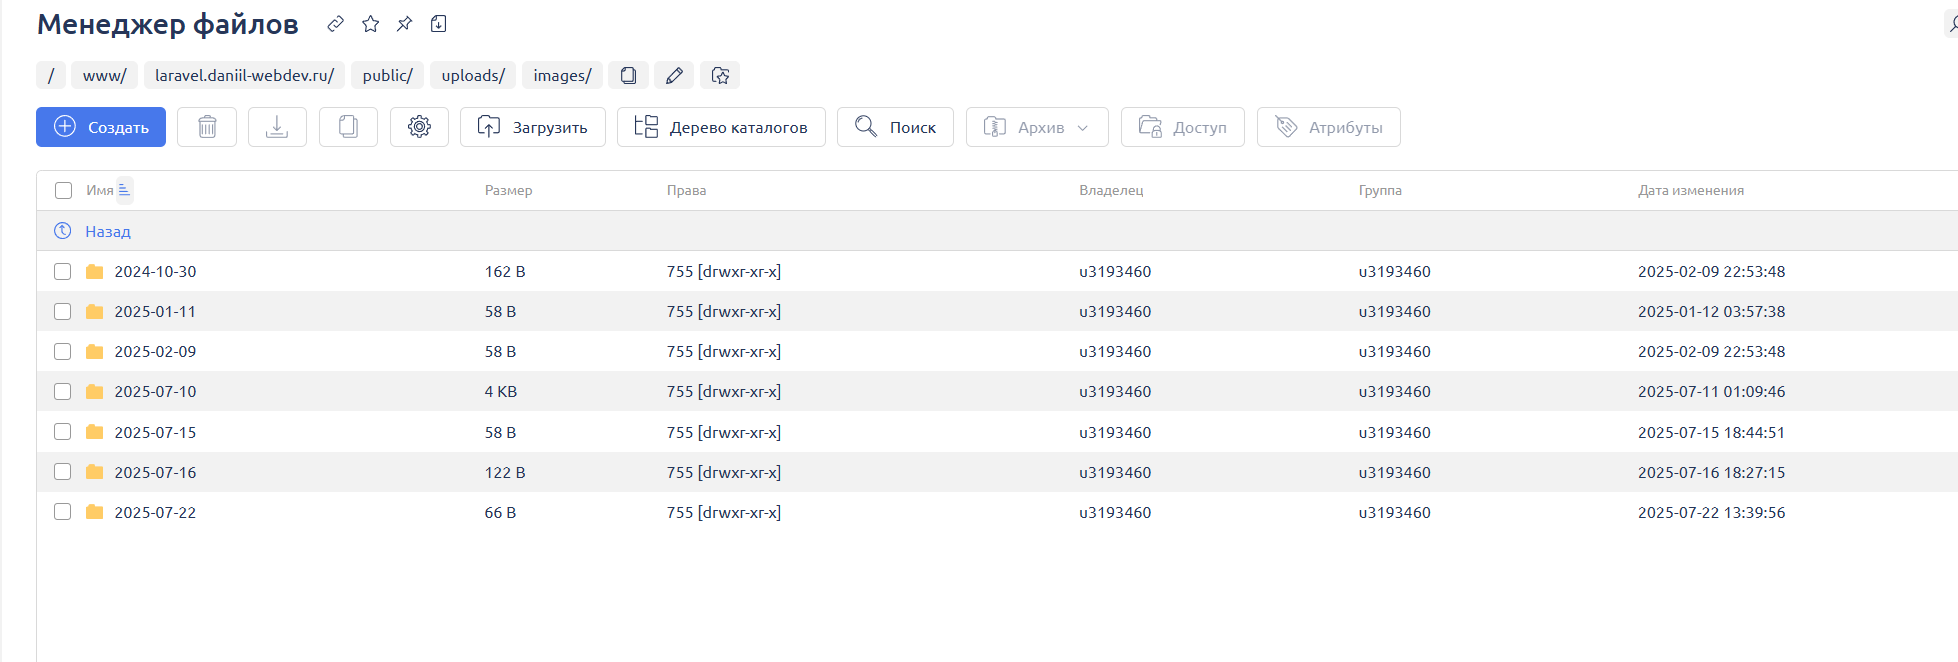 Менеджер файлов
/ www/ laravel.daniil-webdev.ru/ public/ uploads/ images/
Создать Загрузить Дерево каталогов Поиск Архив Доступ Атрибуты
Имя Размер Права Владелец Группа Дата изменения
Назад
2024-10-30 162 B 755 [drwxr-xr-x] u3193460 u3193460 2025-02-09 22:53:48
2025-01-11 58 B 755 [drwxr-xr-x] u3193460 u3193460 2025-01-12 03:57:38
2025-02-09 58 B 755 [drwxr-xr-x] u3193460 u3193460 2025-02-09 22:53:48
2025-07-10 4 KB 755 [drwxr-xr-x] u3193460 u3193460 2025-07-11 01:09:46
2025-07-15 58 B 755 [drwxr-xr-x] u3193460 u3193460 2025-07-15 18:44:51
2025-07-16 122 B 755 [drwxr-xr-x] u3193460 u3193460 2025-07-16 18:27:15
2025-07-22 66 B 755 [drwxr-xr-x] u3193460 u3193460 2025-07-22 13:39:56